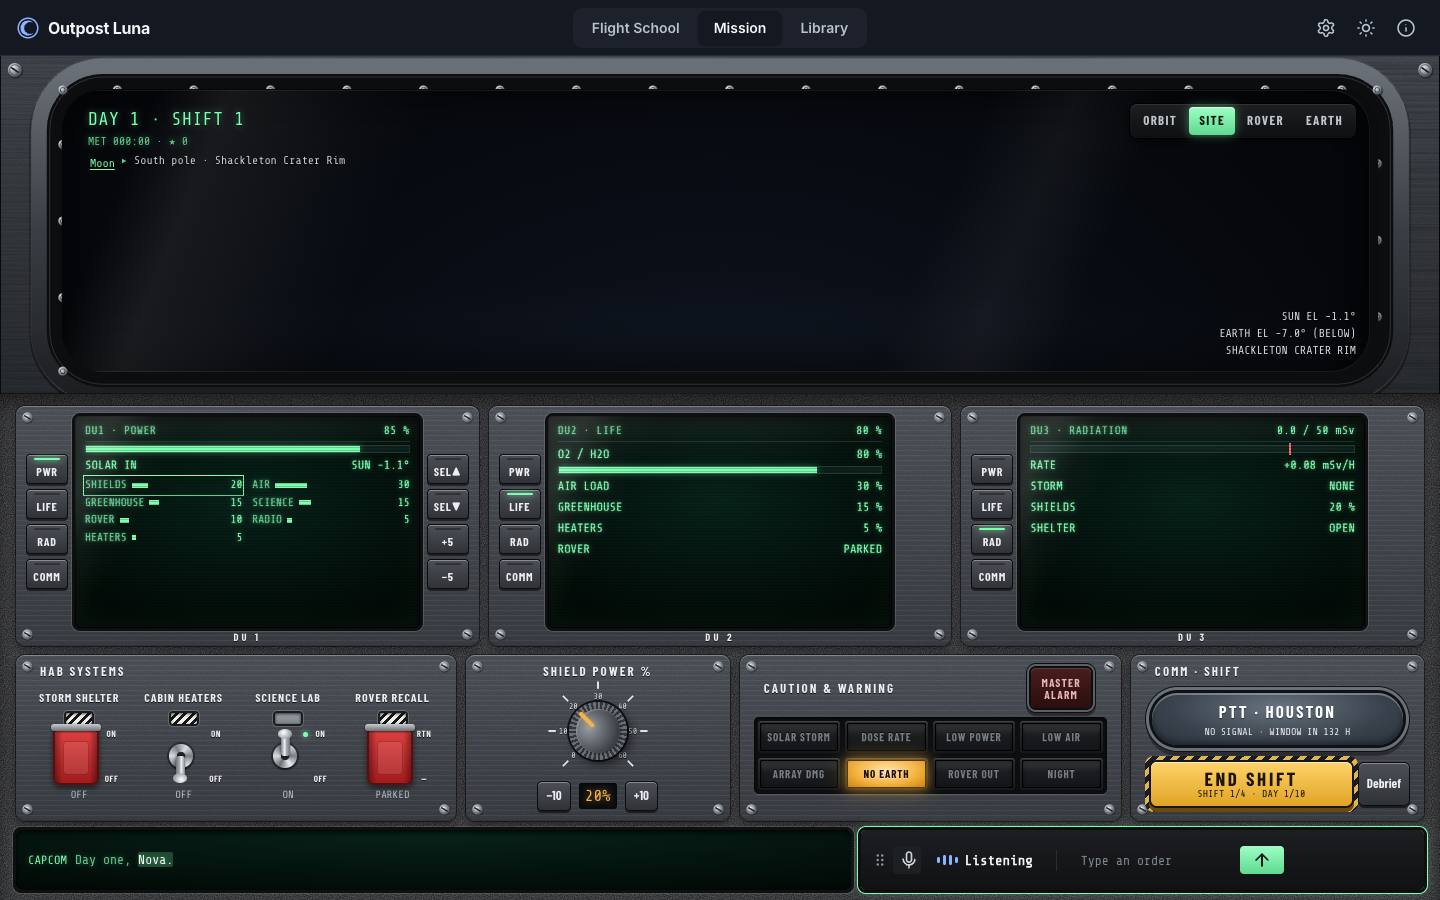 Outpost Luna
Flight School
Mission
Library
DAY 1 · SHIFT 1
MET 000:00 · ★ 0
Moon ▸ South pole · Shackleton Crater Rim
ORBIT
SITE
ROVER
EARTH
SUN EL -1.1°
EARTH EL -7.0° (BELOW)
SHACKLETON CRATER RIM
PWR
LIFE
RAD
COMM
DU1 · POWER 85 %
SOLAR IN SUN -1.1°
SHIELDS 20 AIR 30
GREENHOUSE 15 SCIENCE 15
ROVER 10 RADIO 5
HEATERS 5
SEL▲
SEL▼
+5
-5
DU 1
PWR
LIFE
RAD
COMM
DU2 · LIFE 80 %
O2 / H2O 80 %
AIR LOAD 30 %
GREENHOUSE 15 %
HEATERS 5 %
ROVER PARKED
DU 2
PWR
LIFE
RAD
COMM
DU3 · RADIATION 0.0 / 50 mSv
RATE +0.08 mSv/H
STORM NONE
SHIELDS 20 %
SHELTER OPEN
DU 3
HAB SYSTEMS
STORM SHELTER
ON
OFF
OFF
CABIN HEATERS
ON
OFF
OFF
SCIENCE LAB
ON
OFF
ON
ROVER RECALL
RTN
—
PARKED
SHIELD POWER %
0
10
20
30
40
50
60
-10
20%
+10
CAUTION & WARNING
MASTER
ALARM
SOLAR STORM
DOSE RATE
LOW POWER
LOW AIR
ARRAY DMG
NO EARTH
ROVER OUT
NIGHT
COMM · SHIFT
PTT · HOUSTON
NO SIGNAL · WINDOW IN 132 H
END SHIFT
SHIFT 1/4 · DAY 1/10
Debrief
CAPCOM Day one, Nova.
Listening
Type an order